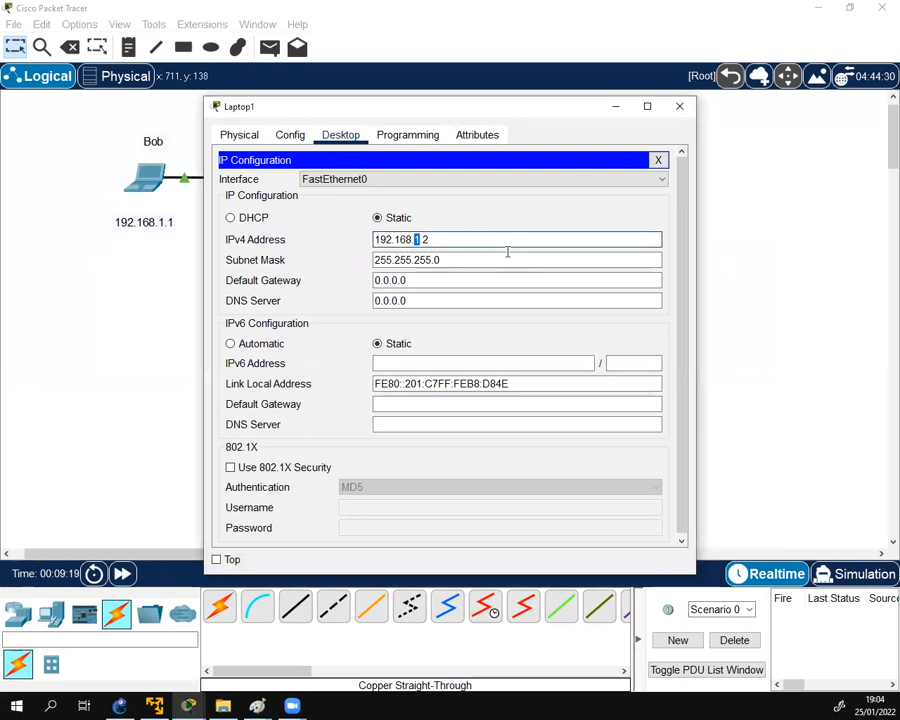 Cisco Packet Tracer
File Edit Options View Tools Extensions Window Help
Logical Physical x: 711, y: 138 [Root] 04:44:30
Laptop1
Physical Config Desktop Programming Attributes
IP Configuration X
Interface FastEthernet0
IP Configuration
DHCP Static
IPv4 Address 192.168.1.2
Subnet Mask 255.255.255.0
Default Gateway 0.0.0.0
DNS Server 0.0.0.0
IPv6 Configuration
Automatic Static
IPv6 Address /
Link Local Address FE80::201:C7FF:FEB8:D84E
Default Gateway
DNS Server
802.1X
Use 802.1X Security
Authentication MD5
Username
Password
Top
Bob
192.168.1.1
Time: 00:09:19 Realtime Simulation
Scenario 0 Fire Last Status Source
New Delete
Toggle PDU List Window
Copper Straight-Through
19:04
25/01/2022